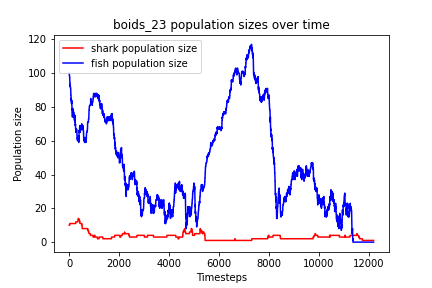 boids_23 population sizes over time
shark population size
fish population size
Population size
120
100
80
60
40
20
0
0 2000 4000 6000 8000 10000 12000
Timesteps